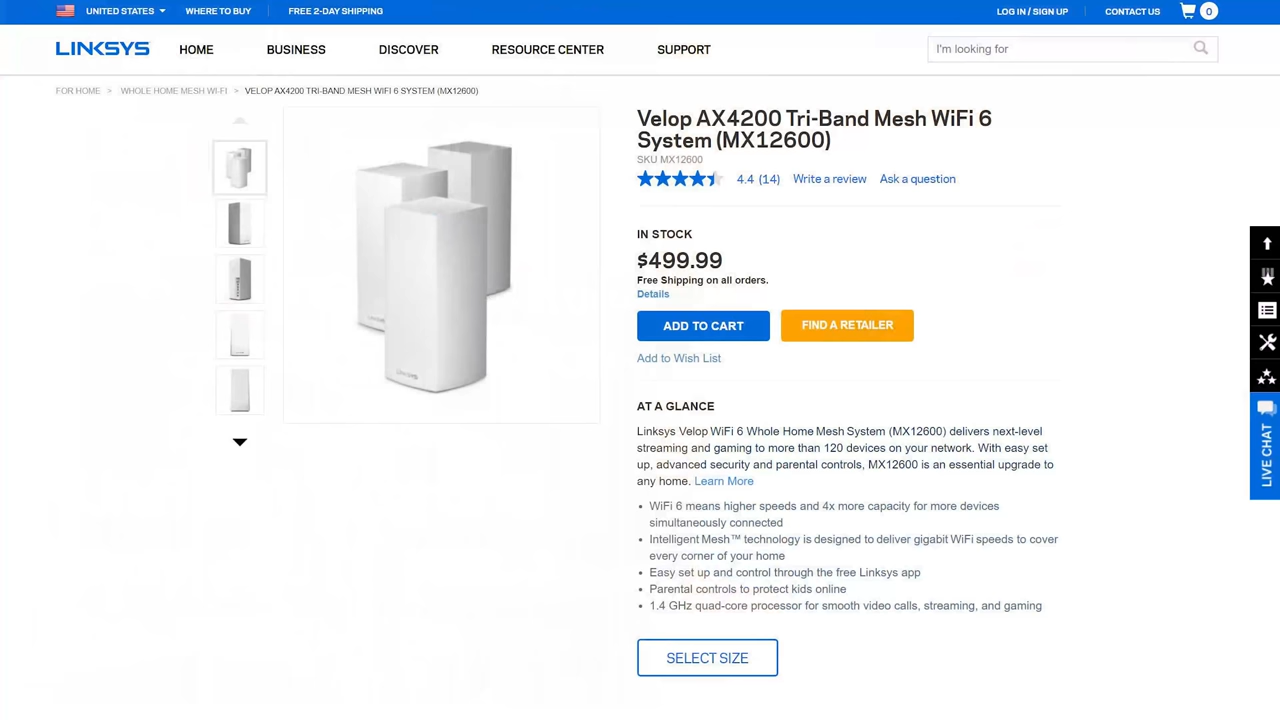 UNITED STATES
WHERE TO BUY
FREE 2-DAY SHIPPING
LOG IN / SIGN UP
CONTACT US
0
LINKSYS
HOME
BUSINESS
DISCOVER
RESOURCE CENTER
SUPPORT
I'm looking for
FOR HOME > WHOLE HOME MESH WI-FI > VELOP AX4200 TRI-BAND MESH WIFI 6 SYSTEM (MX12600)
Velop AX4200 Tri-Band Mesh WiFi 6
System (MX12600)
SKU MX12600
4.4 (14) Write a review Ask a question
IN STOCK
$499.99
Free Shipping on all orders.
Details
ADD TO CART
FIND A RETAILER
Add to Wish List
AT A GLANCE
Linksys Velop WiFi 6 Whole Home Mesh System (MX12600) delivers next-level
streaming and gaming to more than 120 devices on your network. With easy set
up, advanced security and parental controls, MX12600 is an essential upgrade to
any home. Learn More
• WiFi 6 means higher speeds and 4x more capacity for more devices
simultaneously connected
• Intelligent Mesh™ technology is designed to deliver gigabit WiFi speeds to cover
every corner of your home
• Easy set up and control through the free Linksys app
• Parental controls to protect kids online
• 1.4 GHz quad-core processor for smooth video calls, streaming, and gaming
SELECT SIZE
LIVE CHAT
LINKSYS